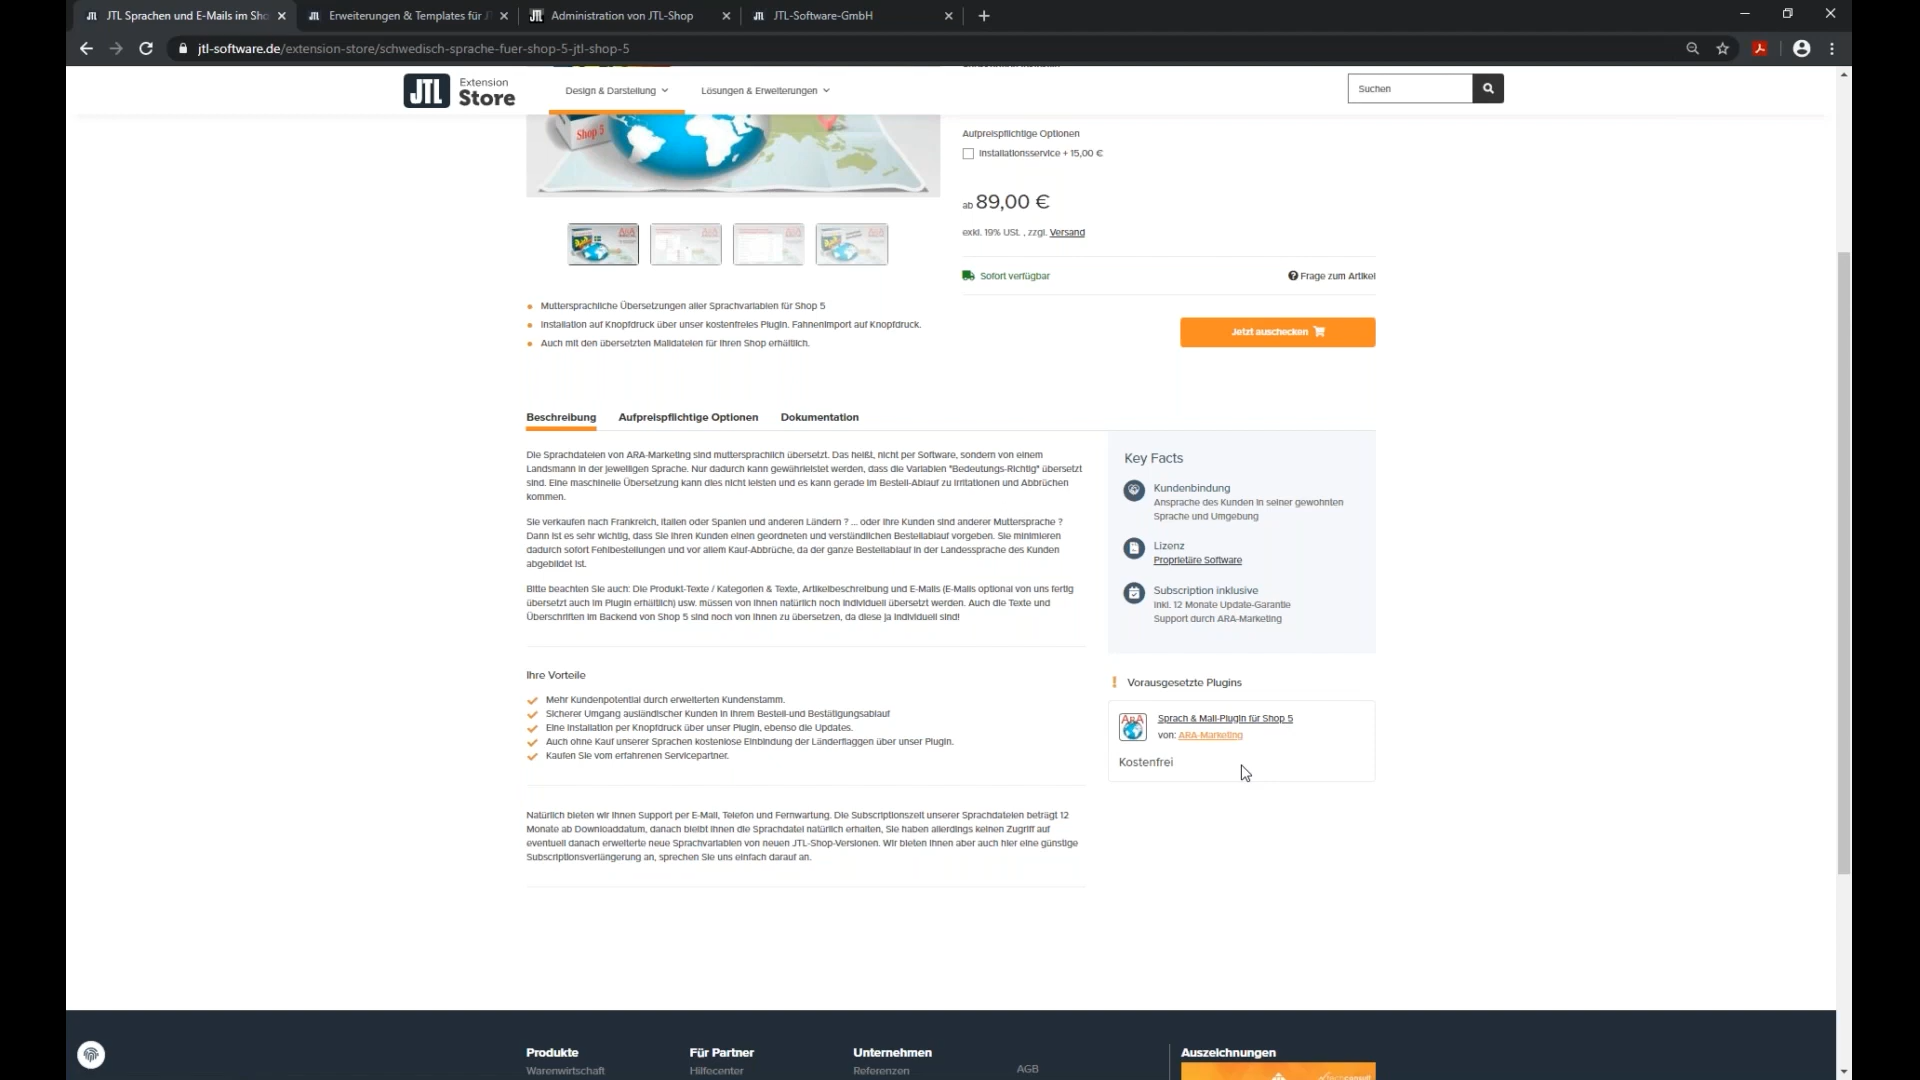 JTL Sprachen und E-Mails im Sho
Erweiterungen & Templates für J
Administration von JTL-Shop
JTL-Software-GmbH
jtl-software.de/extension-store/schwedisch-sprache-fuer-shop-5-jtl-shop-5
JTL
Extension
Store
Design & Darstellung
Lösungen & Erweiterungen
Suchen
Shop 5
Aufpreispflichtige Optionen
Installationsservice + 15,00 €
ab 89,00 €
exkl. 19% USt. , zzgl. Versand
Sofort verfügbar
Frage zum Artikel
Jetzt auschecken
Muttersprachliche Übersetzungen aller Sprachvariablen für Shop 5
Installation auf Knopfdruck über unser kostenfreies Plugin. Fahnenimport auf Knopfdruck.
Auch mit den übersetzten Maildateien für Ihren Shop erhältlich.
Beschreibung
Aufpreispflichtige Optionen
Dokumentation
Die Sprachdateien von ARA-Marketing sind muttersprachlich übersetzt. Das heißt, nicht per Software, sondern von einem
Landsmann in der jeweiligen Sprache. Nur dadurch kann gewährleistet werden, dass die Variablen "Bedeutungs-Richtig" übersetzt
sind. Eine maschinelle Übersetzung kann dies nicht leisten und es kann gerade im Bestell-Ablauf zu Irritationen und Abbrüchen
kommen.
Sie verkaufen nach Frankreich, Italien oder Spanien und anderen Ländern ? ... oder Ihre Kunden sind anderer Muttersprache ?
Dann ist es sehr wichtig, dass Sie Ihren Kunden einen geordneten und verständlichen Bestellablauf vorgeben. Sie minimieren
dadurch sofort Fehlbestellungen und vor allem Kauf-Abbrüche, da der ganze Bestellablauf in der Landessprache des Kunden
abgebildet ist.
Bitte beachten Sie auch: Die Produkt-Texte / Kategorien & Texte, Artikelbeschreibung und E-Mails (E-Mails optional von uns fertig
übersetzt auch im Plugin erhältlich) usw. müssen von Ihnen natürlich noch individuell übersetzt werden. Auch die Texte und
Überschriften im Backend von Shop 5 sind noch von Ihnen zu übersetzen, da diese ja individuell sind!
Ihre Vorteile
Mehr Kundenpotential durch erweiterten Kundenstamm.
Sicherer Umgang ausländischer Kunden in Ihrem Bestell-und Bestätigungsablauf
Eine Installation per Knopfdruck über unser Plugin, ebenso die Updates.
Auch ohne Kauf unserer Sprachen kostenlose Einbindung der Länderflaggen über unser Plugin.
Kaufen Sie vom erfahrenen Servicepartner.
Natürlich bieten wir Ihnen Support per E-Mail, Telefon und Fernwartung. Die Subscriptionszeit unserer Sprachdateien beträgt 12
Monate ab Downloaddatum, danach bleibt Ihnen die Sprachdatei natürlich erhalten, Sie haben allerdings keinen Zugriff auf
eventuell danach erweiterte neue Sprachvariablen von neuen JTL-Shop-Versionen. Wir bieten Ihnen aber auch hier eine günstige
Subscriptionsverlängerung an, sprechen Sie uns einfach darauf an.
Key Facts
Kundenbindung
Ansprache des Kunden in seiner gewohnten
Sprache und Umgebung
Lizenz
Proprietäre Software
Subscription inklusive
Inkl. 12 Monate Update-Garantie
Support durch ARA-Marketing
Vorausgesetzte Plugins
ARA
Sprach & Mail-Plugin für Shop 5
von: ARA-Marketing
Kostenfrei
Produkte
Warenwirtschaft
Für Partner
Hilfecenter
Unternehmen
Referenzen
AGB
Auszeichnungen